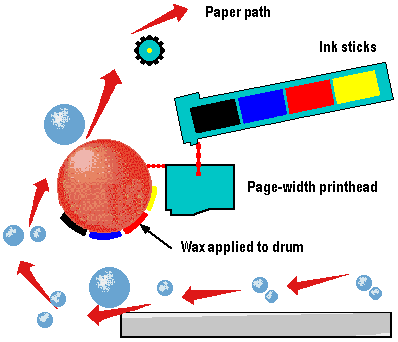 Paper path
Ink sticks
Page-width printhead
Wax applied to drum